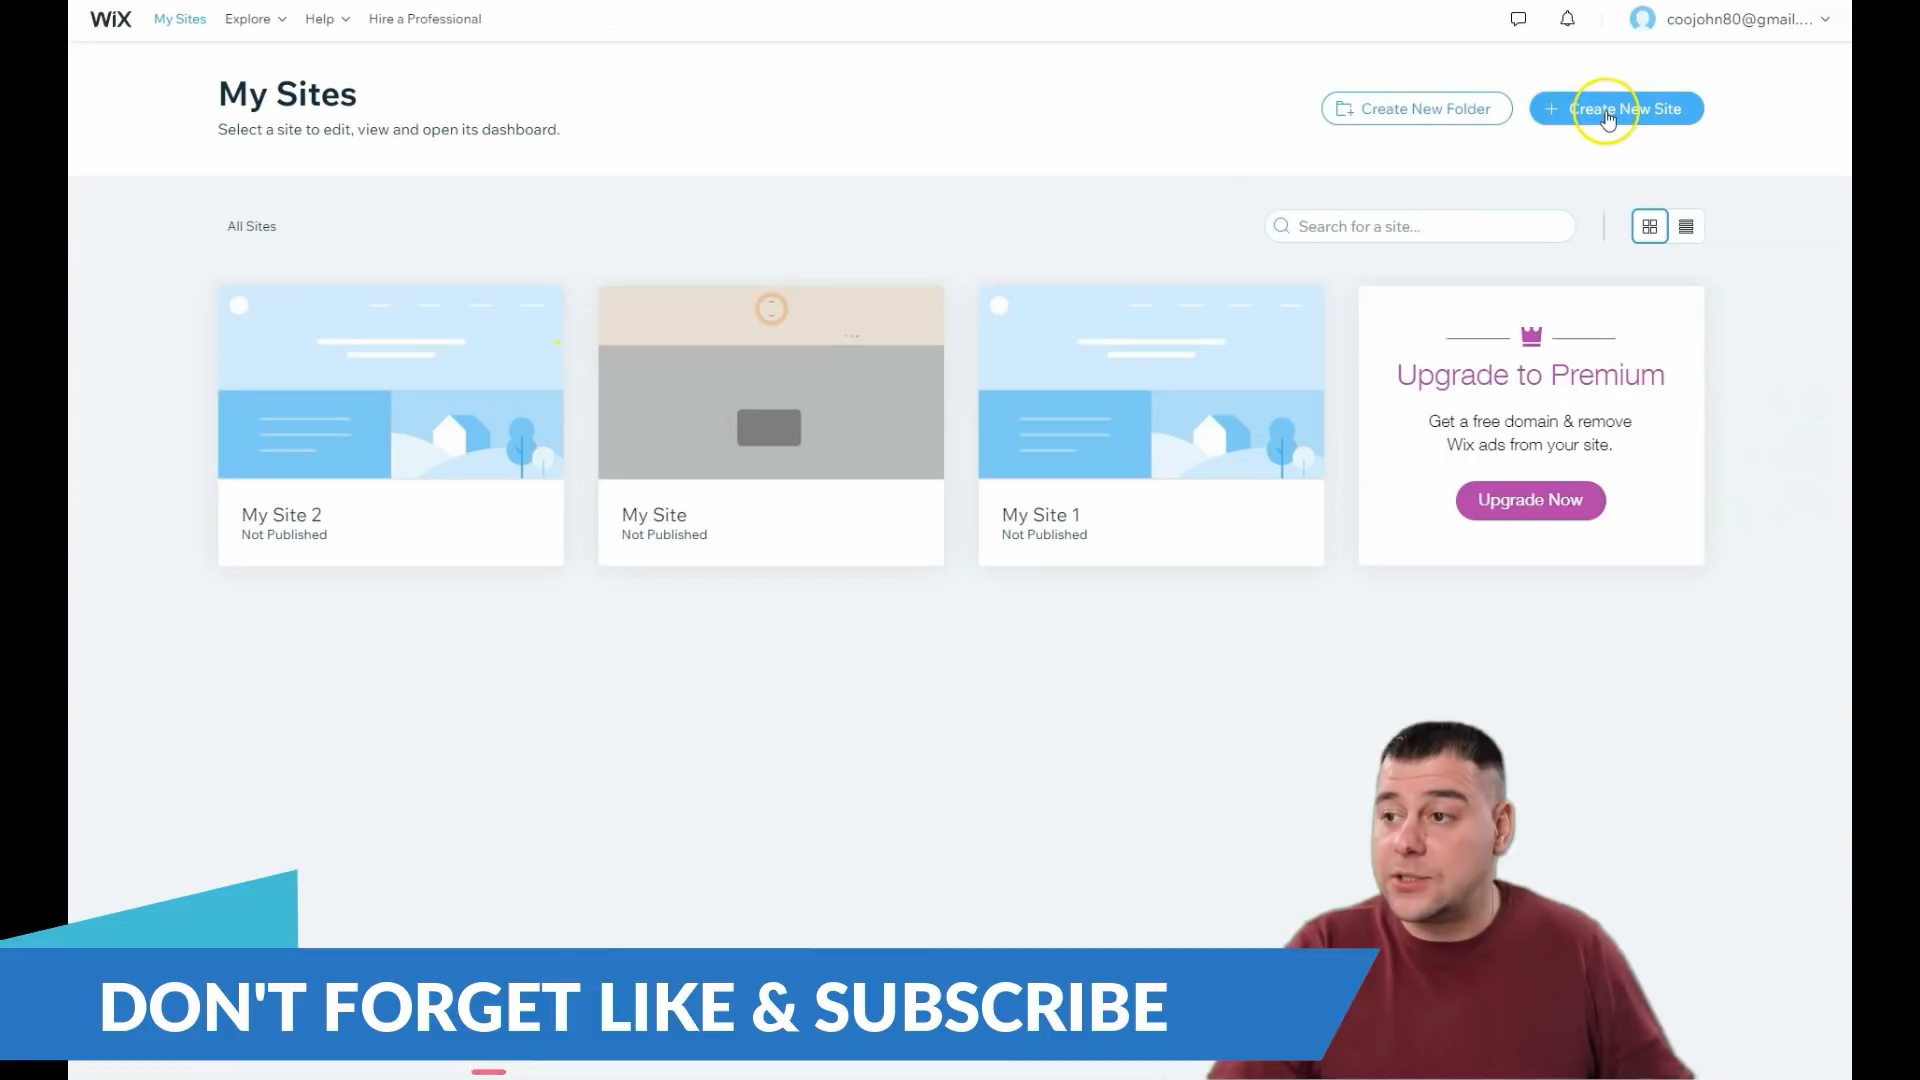 WiX My Sites Explore Help Hire a Professional coojohn80@gmail....
My Sites
Select a site to edit, view and open its dashboard.
Create New Folder
Create New Site
All Sites
Search for a site...
My Site 2
Not Published
My Site
Not Published
My Site 1
Not Published
Upgrade to Premium
Get a free domain & remove
Wix ads from your site.
Upgrade Now
DON'T FORGET LIKE & SUBSCRIBE